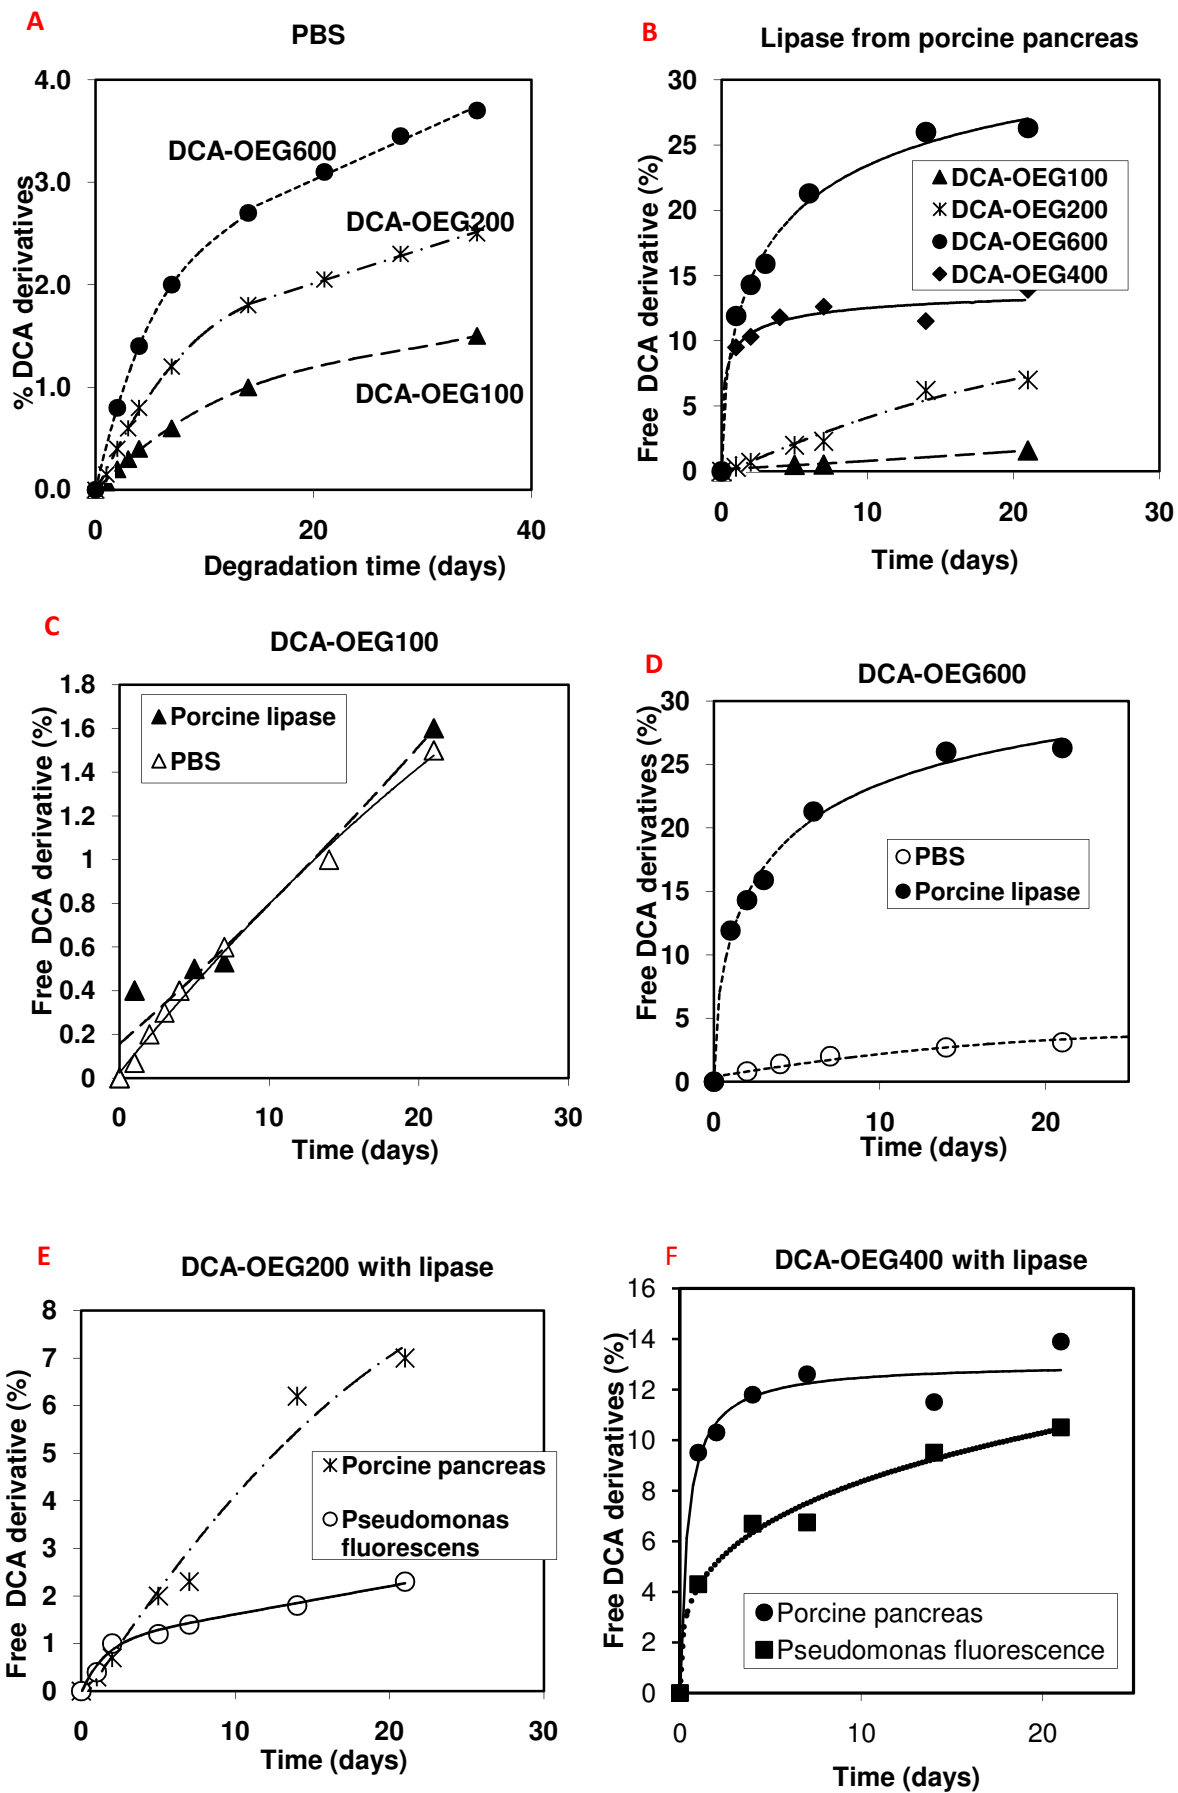 A
PBS
4.0
3.0
2.0
1.0
0.0
0
20
40
% DCA derivatives
Degradation time (days)
DCA-OEG600
DCA-OEG200
DCA-OEG100
B
Lipase from porcine pancreas
30
25
20
15
10
5
0
0
10
20
30
Free DCA derivative (%)
Time (days)
DCA-OEG100
DCA-OEG200
DCA-OEG600
DCA-OEG400
C
DCA-OEG100
1.8
1.6
1.4
1.2
1
0.8
0.6
0.4
0.2
0
0
10
20
30
Free DCA derivative (%)
Time (days)
Porcine lipase
PBS
D
DCA-OEG600
30
25
20
15
10
5
0
0
10
20
Free DCA derivatives (%)
Time (days)
PBS
Porcine lipase
E
DCA-OEG200 with lipase
8
7
6
5
4
3
2
1
0
0
10
20
30
Free DCA derivative (%)
Time (days)
Porcine pancreas
Pseudomonas
fluorescens
F
DCA-OEG400 with lipase
16
14
12
10
8
6
4
2
0
0
10
20
Free DCA derivatives (%)
Time (days)
Porcine pancreas
Pseudomonas fluorescence